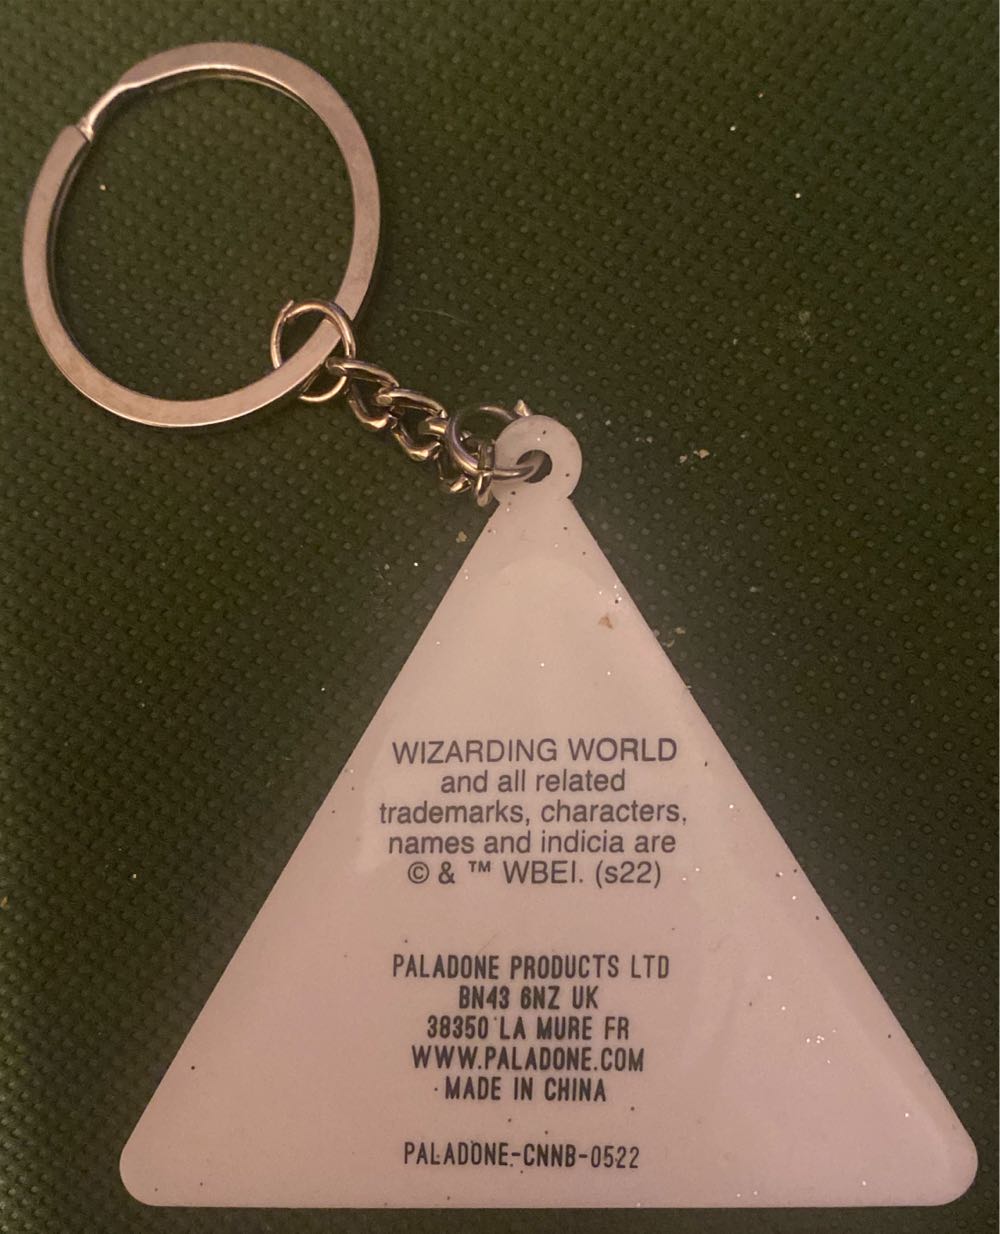 WIZARDING WORLD
and all related
trademarks, characters,
names and indicia are
© & ™ WBEI. (s22)
PALADONE PRODUCTS LTD
BN43 6NZ UK
38350 LA MURE FR
WWW.PALADONE.COM
MADE IN CHINA
PALADONE-CNNB-0522